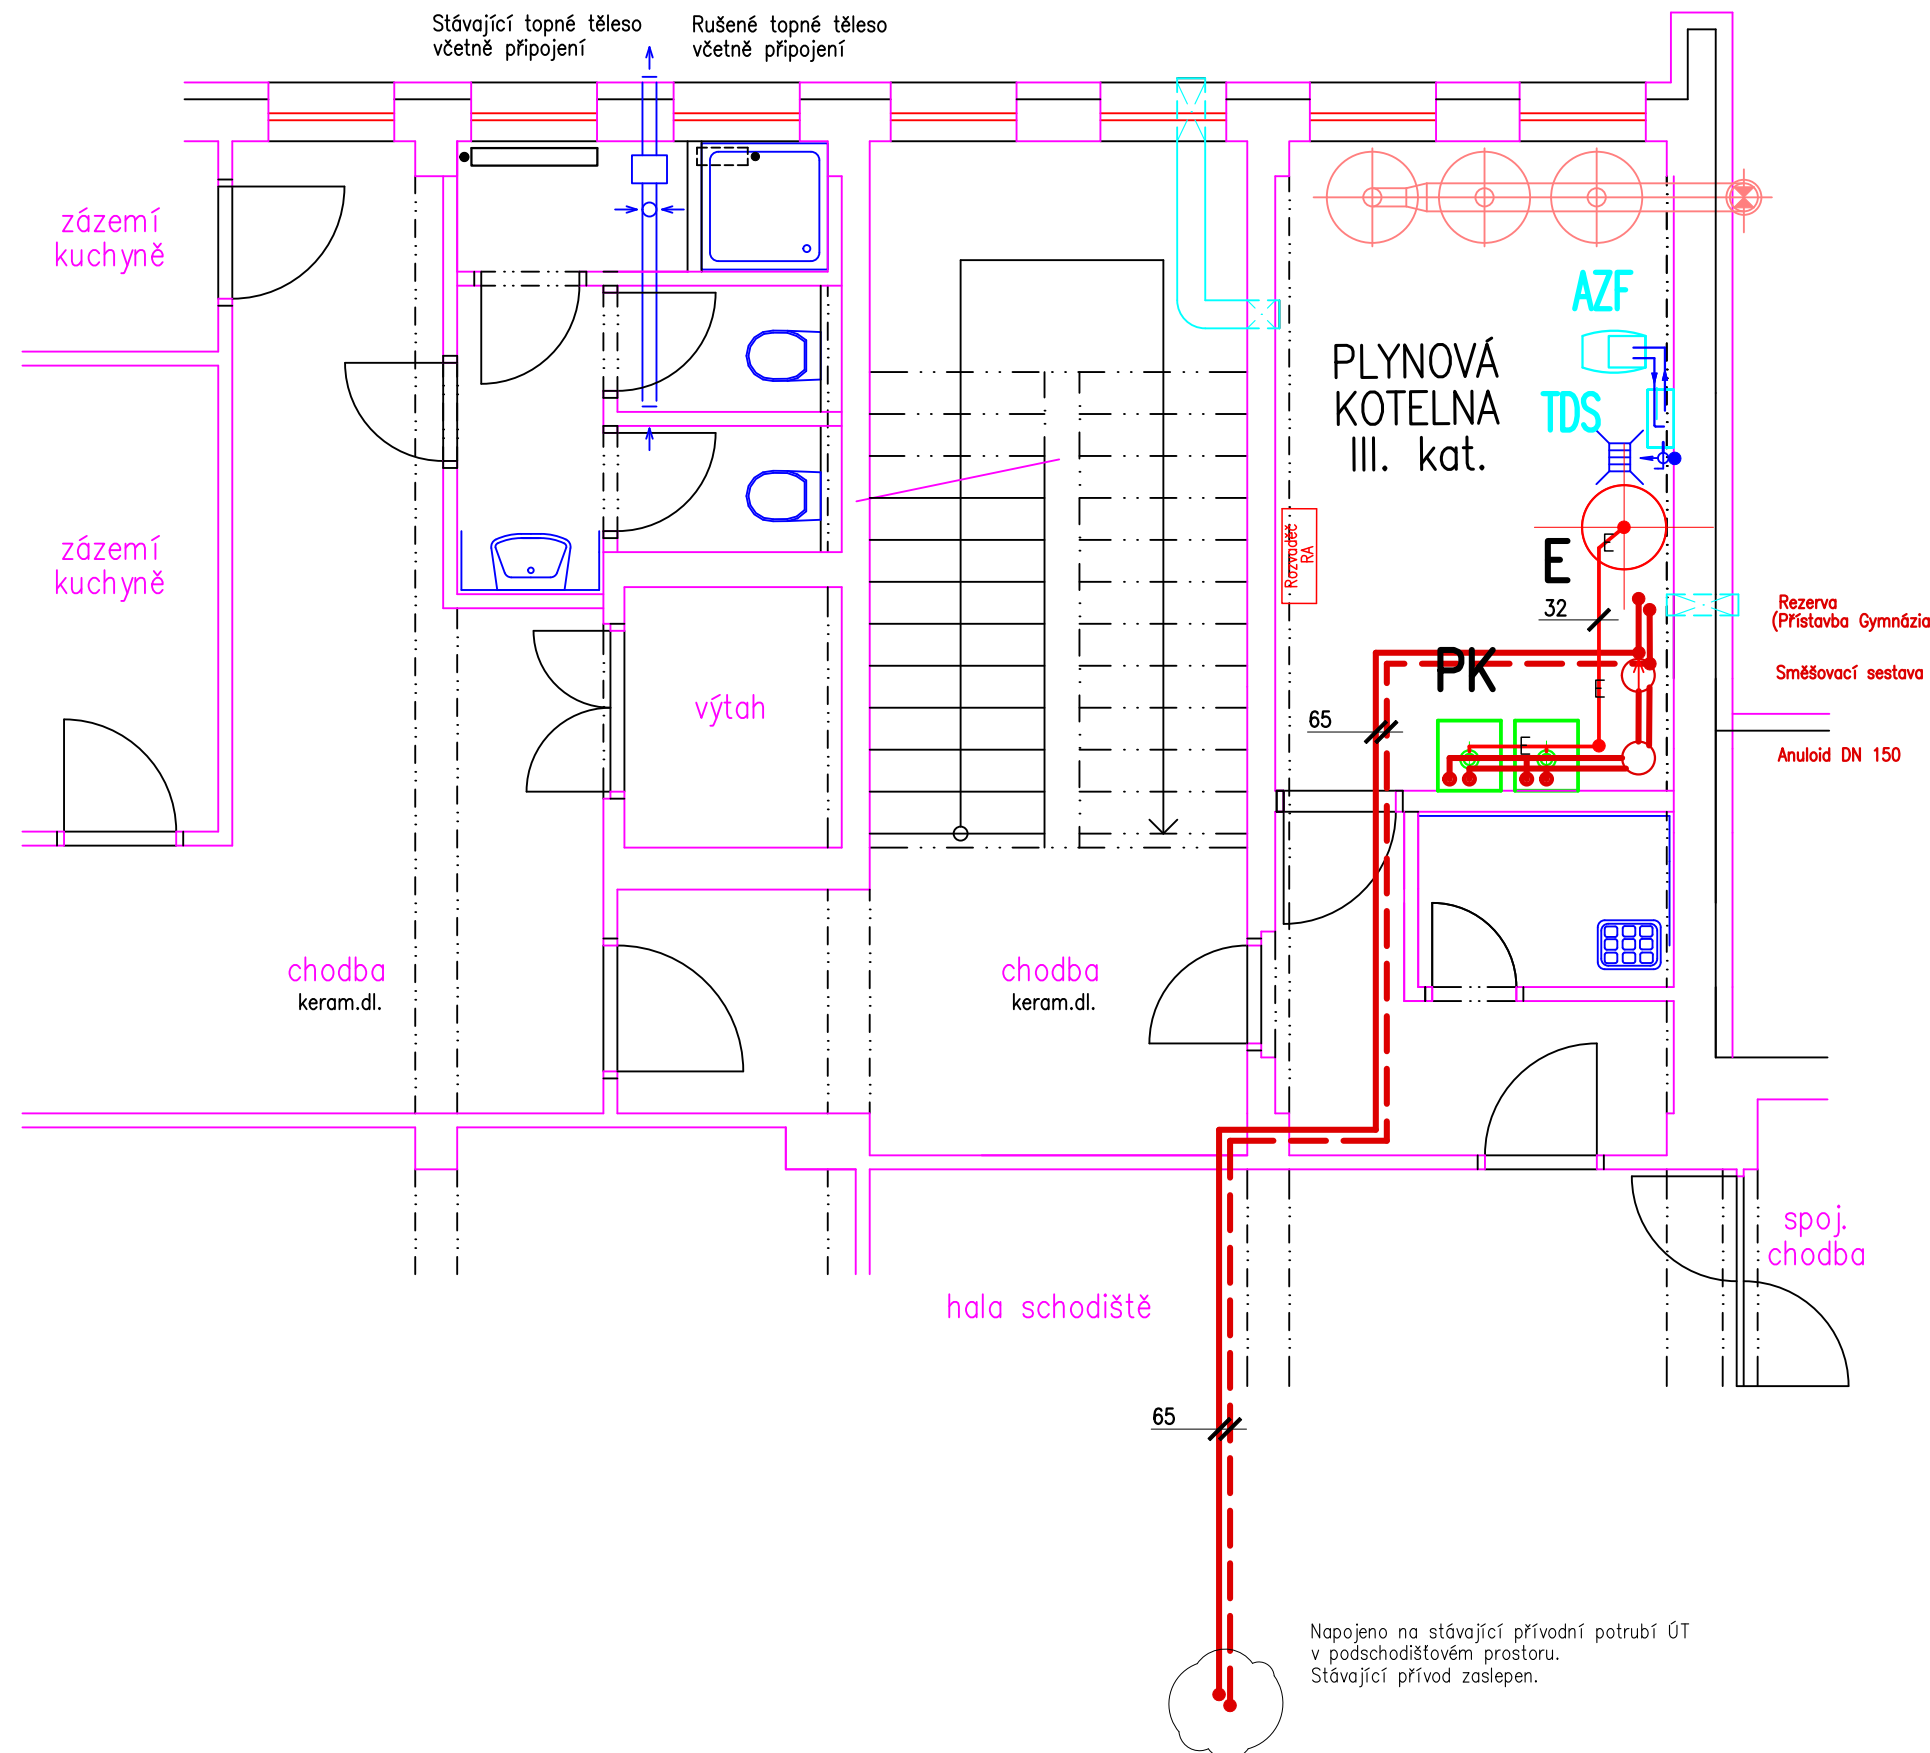 Stávající topné těleso
včetně připojení
Rušené topné těleso
včetně připojení
zázemí
kuchyně
AZF
PLYNOVÁ
KOTELNA
III. kat.
TDS
Rozvaděč
RA
E
E
zázemí
kuchyně
32
Rezerva
(Přístavba Gymnázia
PK
E
Směšovací sestava
výtah
65
E
Anuloid DN 150
chodba
keram.dl.
chodba
keram.dl.
spoj.
chodba
hala schodiště
65
Napojeno na stávající přívodní potrubí ÚT
v podschodišťovém prostoru.
Stávající přívod zaslepen.